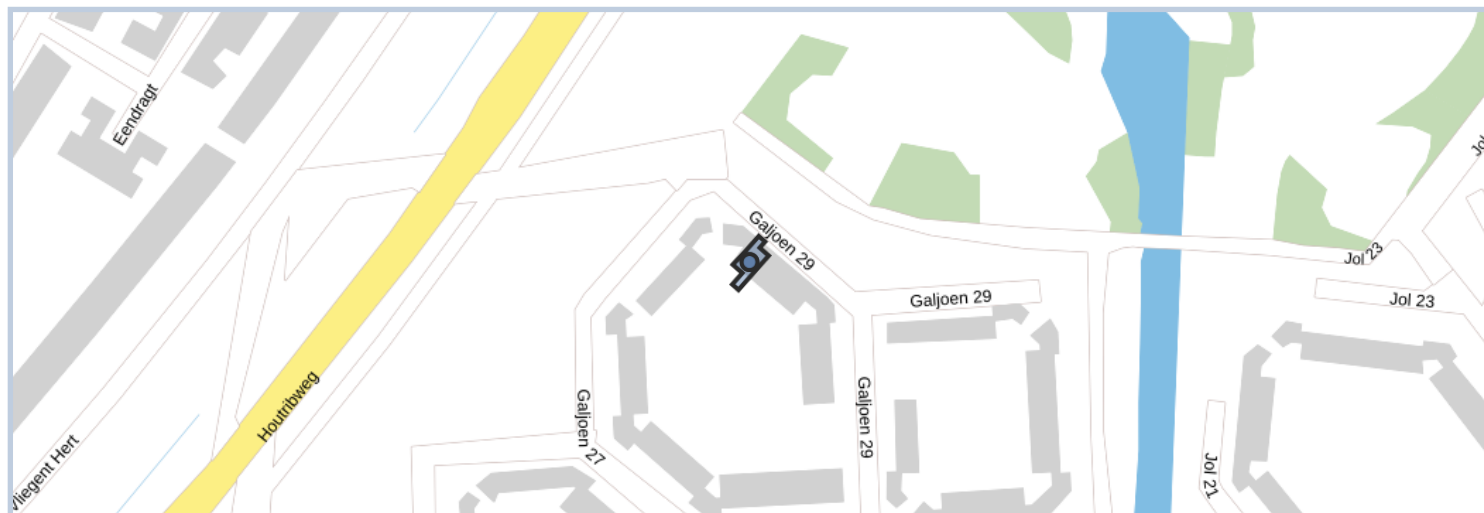 Eendragt
Galjoen 29
Jol 23
Galjoen 29
Jol 23
Houtribweg
Galjoen 27
Galjoen 29
Vliegent Hert
Jol 21